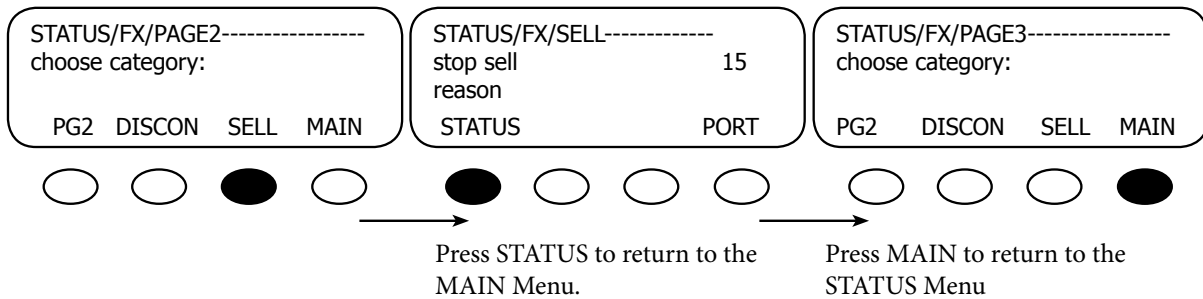 STATUS/FX/PAGE2-----------------
choose category:
PG2 DISCON SELL MAIN
STATUS/FX/SELL-------------
stop sell 15
reason
STATUS PORT
Press STATUS to return to the
MAIN Menu.
STATUS/FX/PAGE3-----------------
choose category:
PG2 DISCON SELL MAIN
Press MAIN to return to the
STATUS Menu